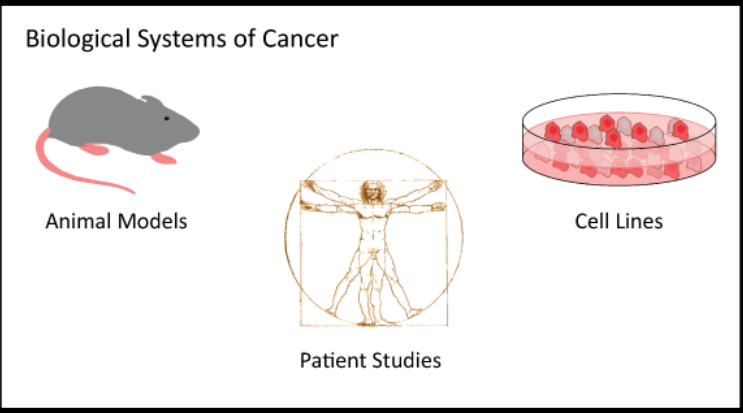 Biological Systems of Cancer
Animal Models
Cell Lines
Patient Studies